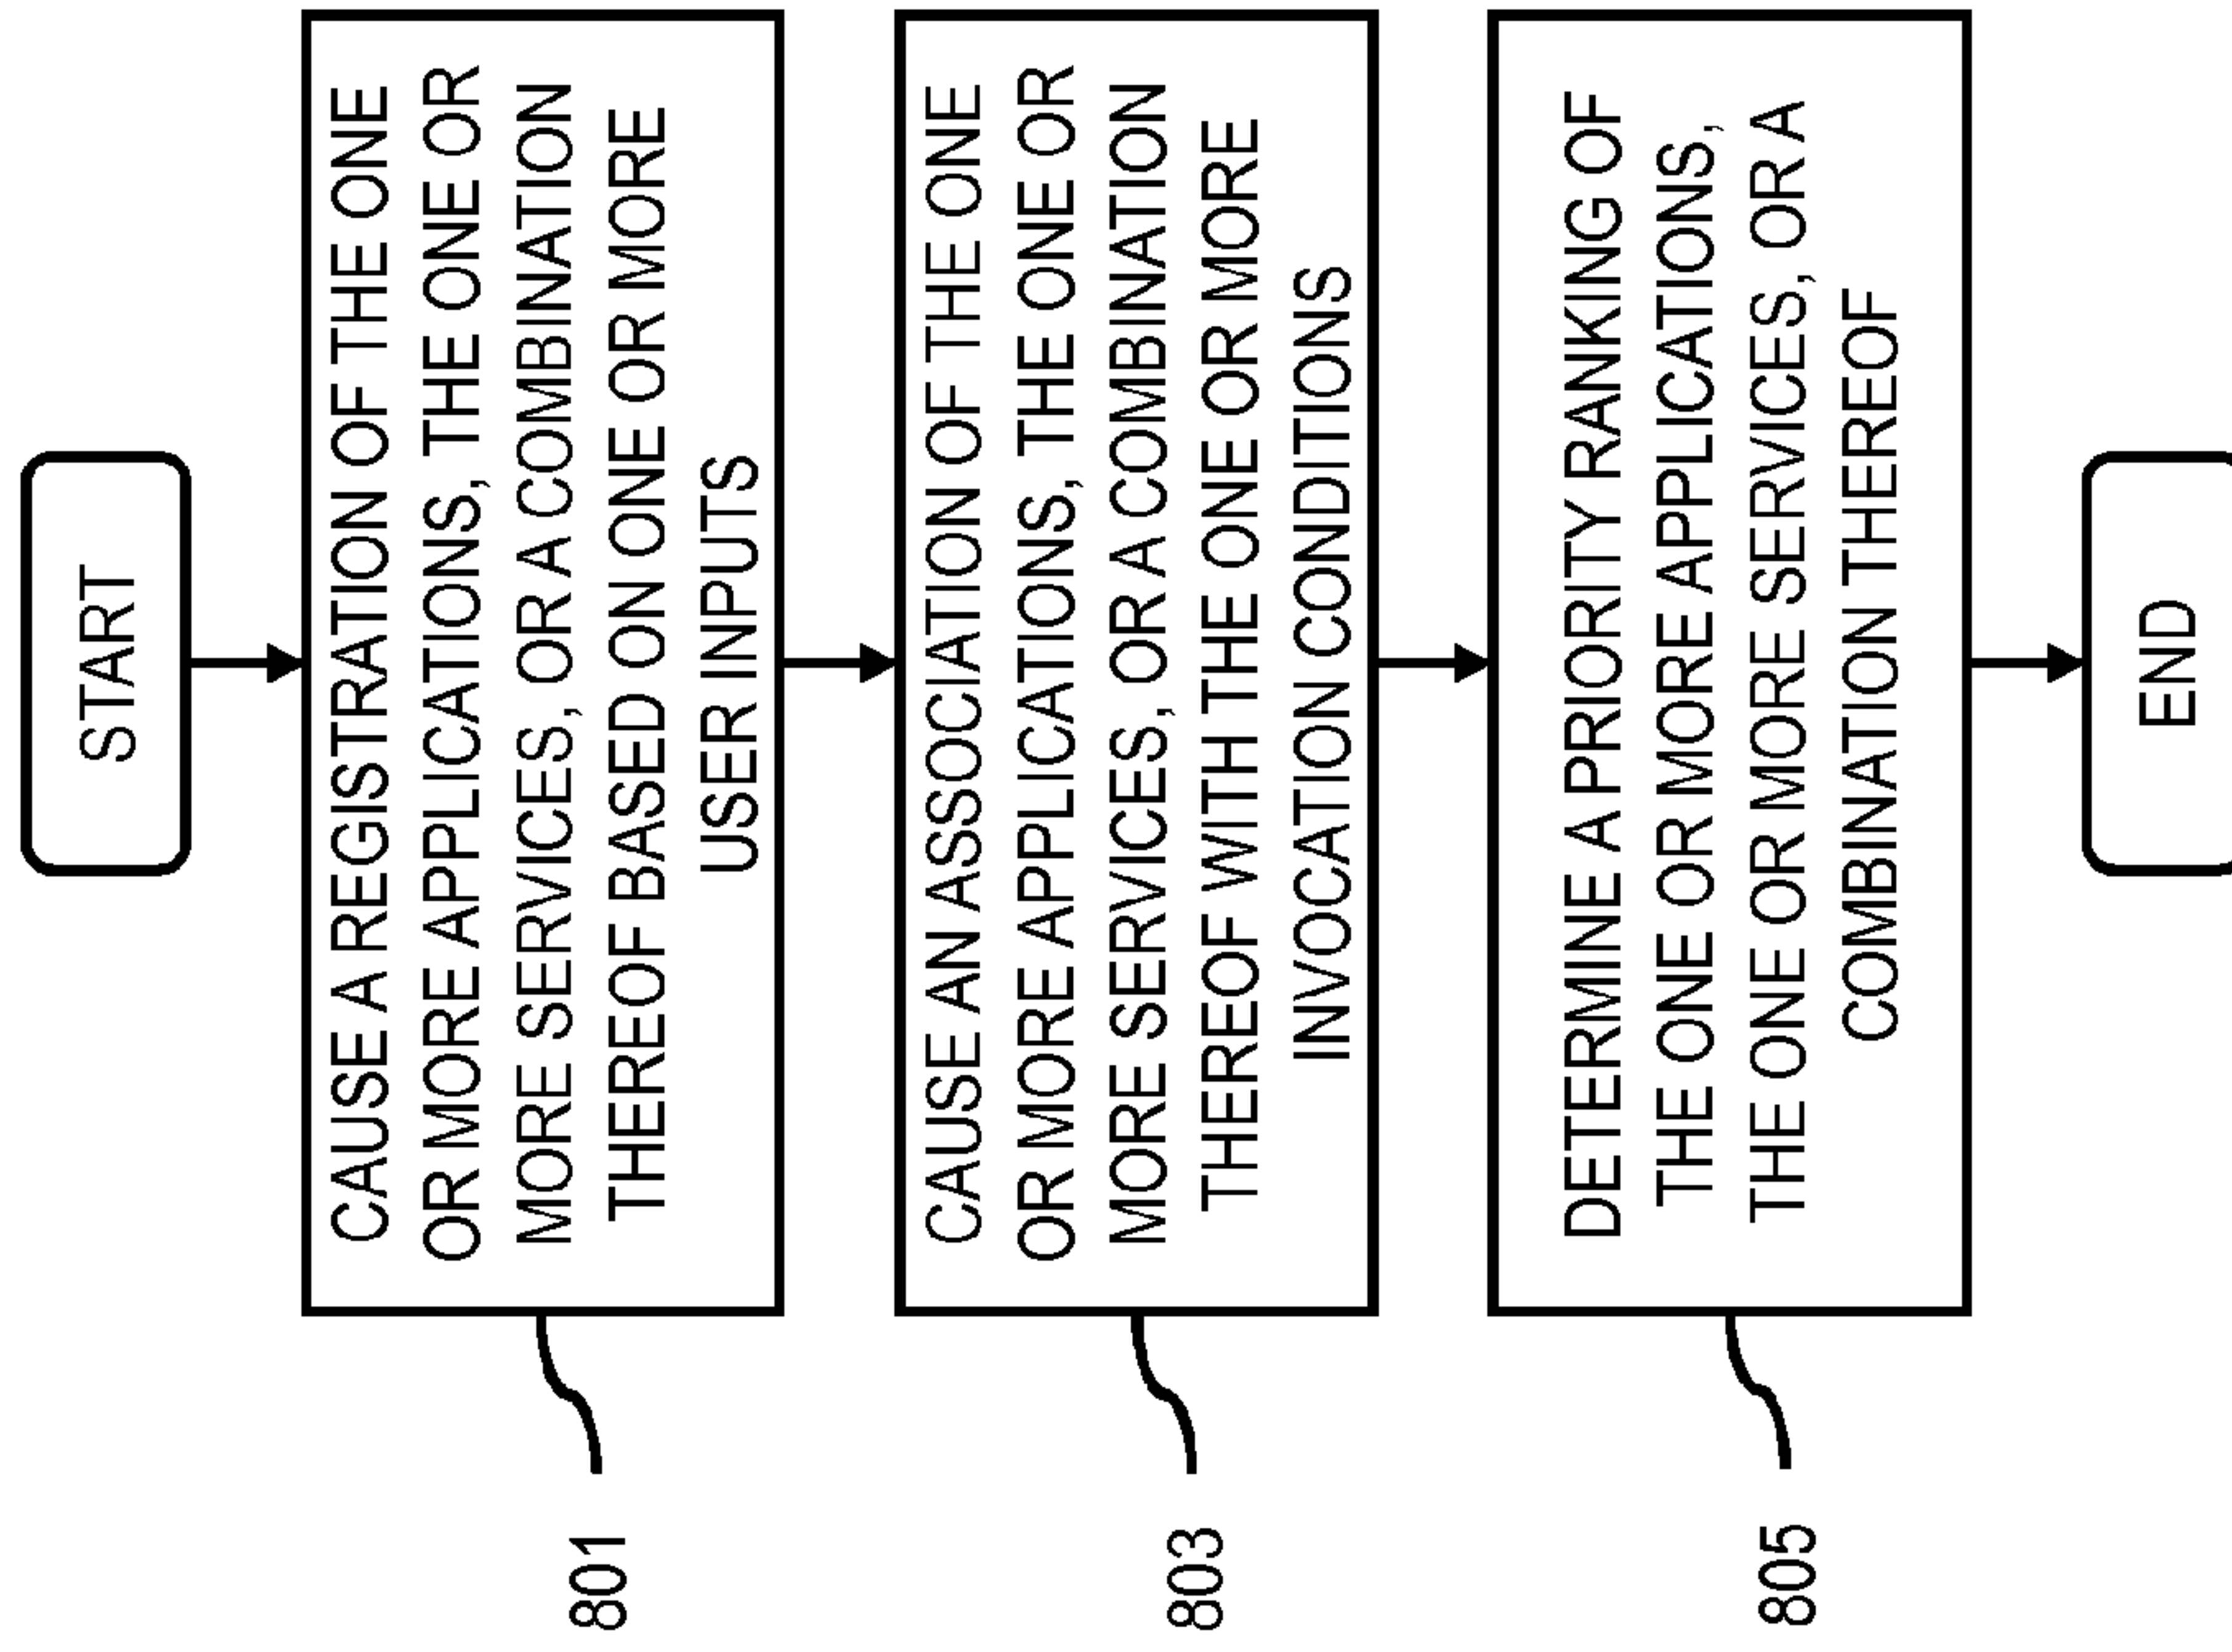 START
CAUSE A REGISTRATION OF THE ONE
OR MORE APPLICATIONS, THE ONE OR
MORE SERVICES, OR A COMBINATION
THEREOF BASED ON ONE OR MORE
USER INPUTS
801
CAUSE AN ASSOCIATION OF THE ONE
OR MORE APPLICATIONS, THE ONE OR
MORE SERVICES, OR A COMBINATION
THEREOF WITH THE ONE OR MORE
INVOCATION CONDITIONS
803
DETERMINE A PRIORITY RANKING OF
THE ONE OR MORE APPLICATIONS,
THE ONE OR MORE SERVICES, OR A
COMBINATION THEREOF
805
END